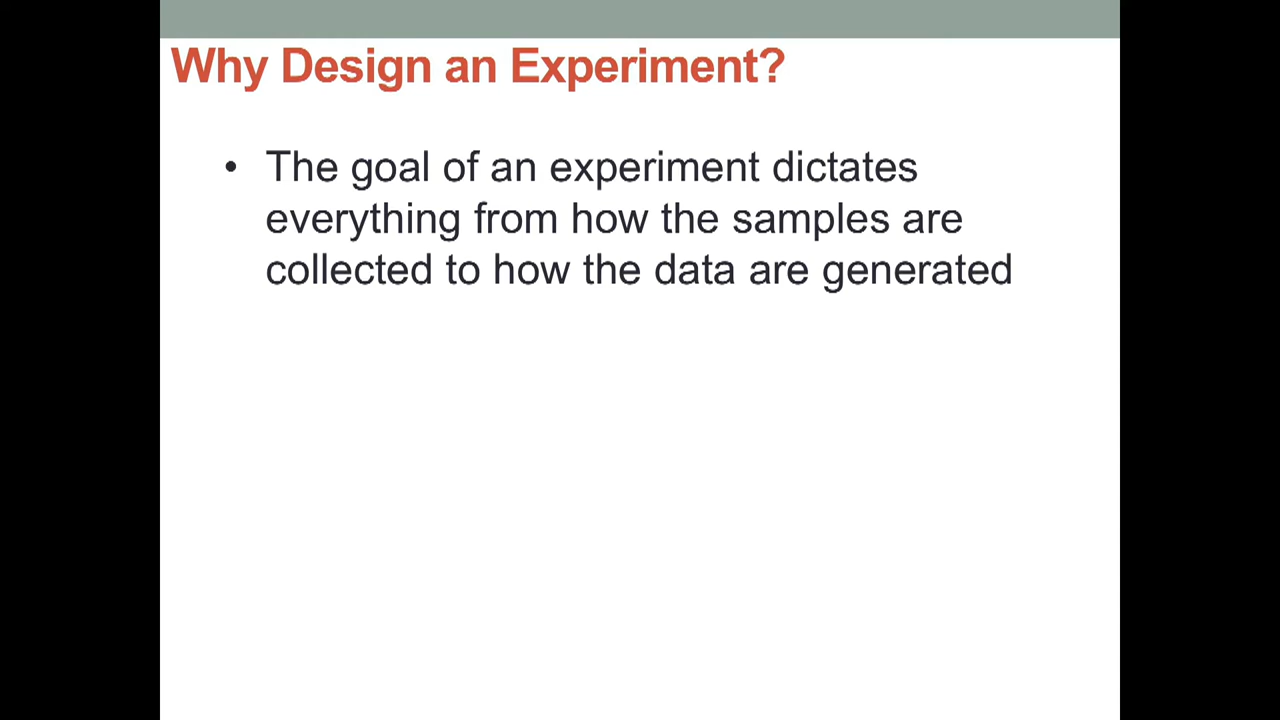 Why Design an Experiment?
• The goal of an experiment dictates
everything from how the samples are
collected to how the data are generated